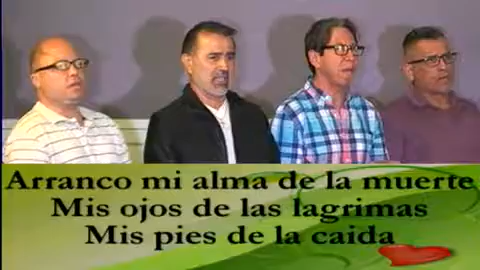 Arranco mi alma de la muerte
Mis ojos de las lagrimas
Mis pies de la caida